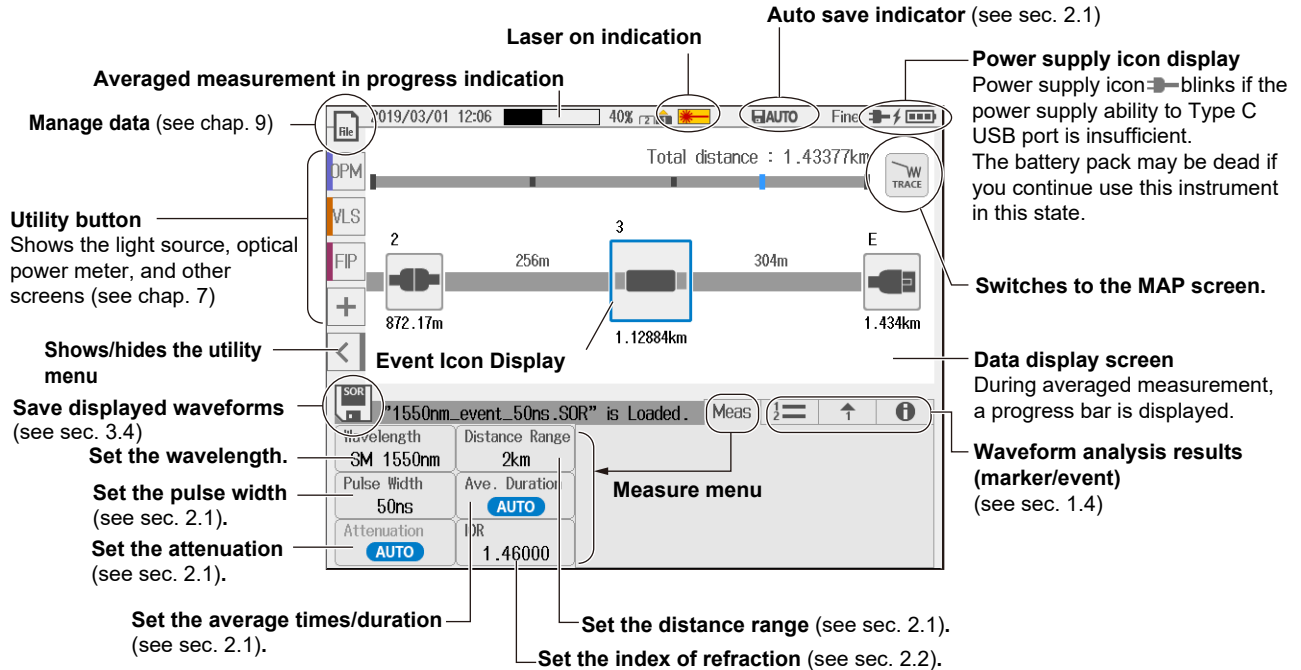 Auto save indicator (see sec. 2.1)
Laser on indication
Averaged measurement in progress indication
Manage data (see chap. 9)
Power supply icon display
Power supply icon blinks if the
power supply ability to Type C
USB port is insufficient.
The battery pack may be dead if
you continue use this instrument
in this state.
File
2019/03/01 12:06
40%
2
AUTO
Fine
Total distance : 1.43377km
TRACE
OPM
VLS
FIP
Utility button
Shows the light source, optical
power meter, and other
screens (see chap. 7)
2
3
E
256m
304m
872.17m
1.12884km
1.434km
Switches to the MAP screen.
Shows/hides the utility
menu
Event Icon Display
Data display screen
During averaged measurement,
a progress bar is displayed.
Save displayed waveforms
(see sec. 3.4)
SOR
"1550nm_event_50ns.SOR" is Loaded.
Meas
1
2
1
Waveform analysis results
(marker/event)
(see sec. 1.4)
Set the wavelength.
Wavelength
SM 1550nm
Distance Range
2km
Set the pulse width
(see sec. 2.1).
Pulse Width
50ns
Ave. Duration
AUTO
Measure menu
Set the attenuation
(see sec. 2.1).
Attenuation
AUTO
IOR
1.46000
Set the average times/duration
(see sec. 2.1).
Set the distance range (see sec. 2.1).
Set the index of refraction (see sec. 2.2).